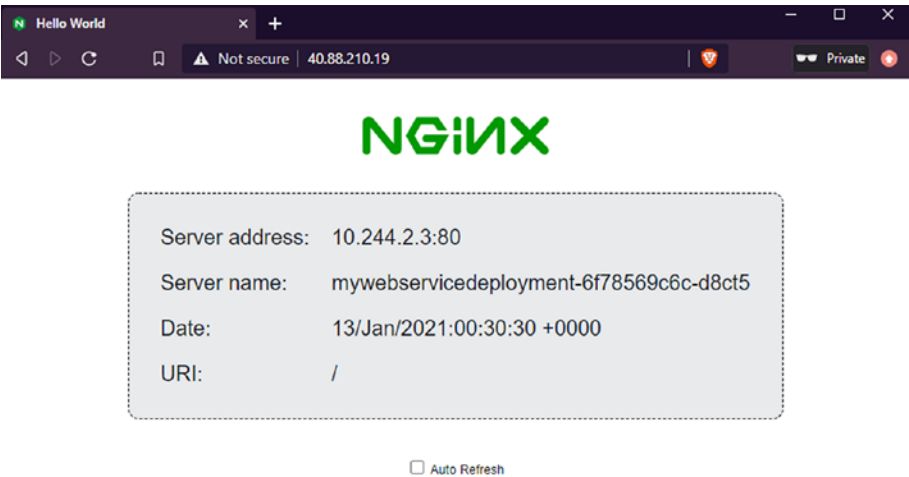 Hello World
Not secure 40.88.210.19 Private
NGINX
Server address: 10.244.2.3:80
Server name: mywebservicedeployment-6f78569c6c-d8ct5
Date: 13/Jan/2021:00:30:30 +0000
URI: /
Auto Refresh